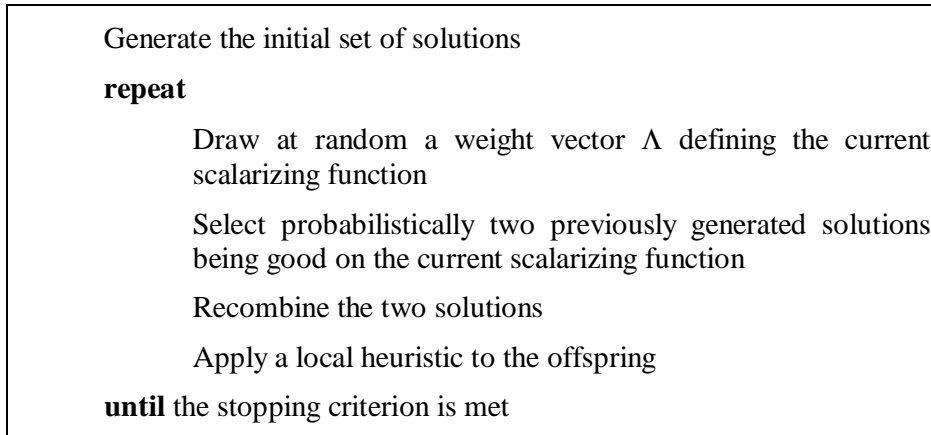 Generate the initial set of solutions
repeat
Draw at random a weight vector Λ defining the current
scalarizing function
Select probabilistically two previously generated solutions
being good on the current scalarizing function
Recombine the two solutions
Apply a local heuristic to the offspring
until the stopping criterion is met